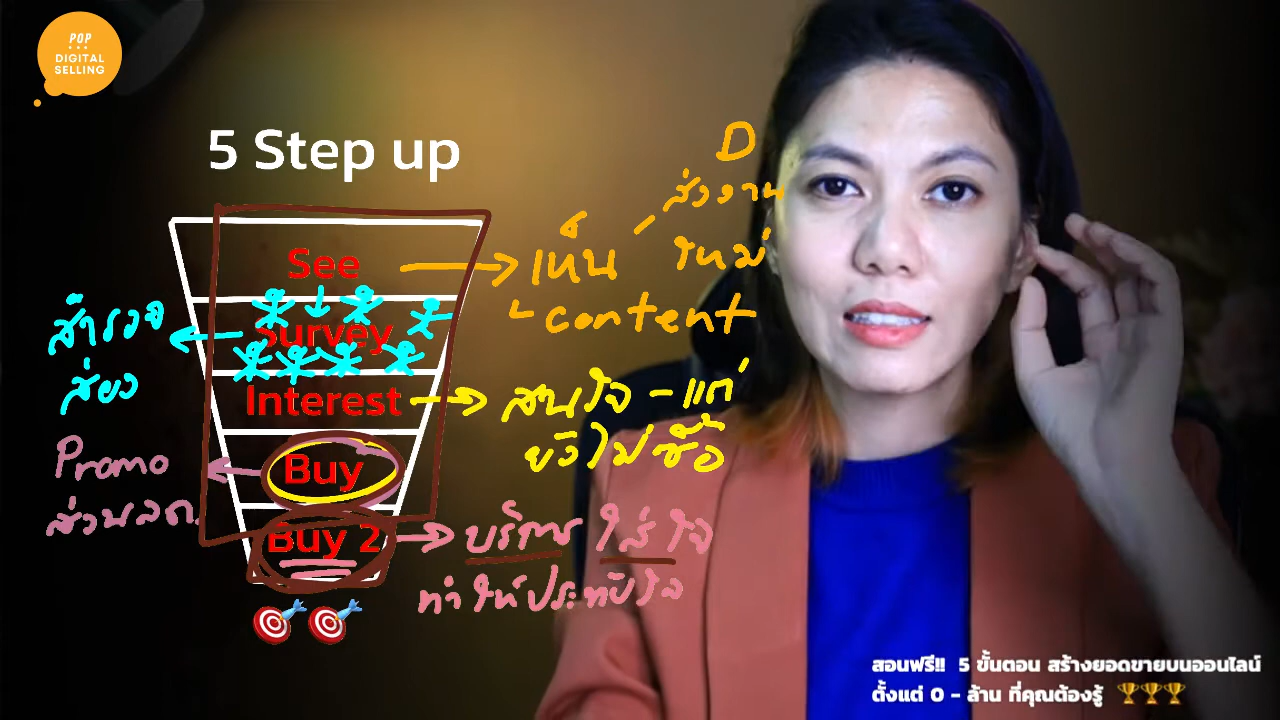 POP
DIGITAL
SELLING
5 Step up
D
ส่องาน
See
เห็น
ใหม่
content
Survey
สำรวจ
Interest
สนใจ - แต่
ยังไม่ซื้อ
Promo
Buy
ส่วนลด
Buy 2
บริการ ใส่ใจ
ทำให้ประทับใจ
สอนฟรี!! 5 ขั้นตอน สร้างยอดขายบนออนไลน์
ตั้งแต่ 0 - ล้าน ที่คุณต้องรู้